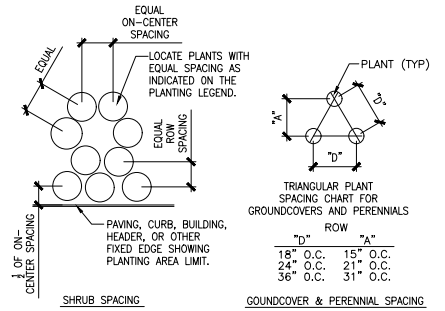 EQUAL
ON-CENTER
SPACING
EQUAL
LOCATE PLANTS WITH
EQUAL SPACING AS
INDICATED ON THE
PLANTING LEGEND.
EQUAL
ROW
SPACING
½ OF ON-
CENTER SPACING
PAVING, CURB, BUILDING,
HEADER, OR OTHER
FIXED EDGE SHOWING
PLANTING AREA LIMIT.
SHRUB SPACING
PLANT (TYP)
"D"
"A"
"D"
TRIANGULAR PLANT
SPACING CHART FOR
GROUNDCOVERS AND PERENNIALS
ROW
"D" "A"
18" O.C. 15" O.C.
24" O.C. 21" O.C.
36" O.C. 31" O.C.
GOUNDCOVER & PERENNIAL SPACING